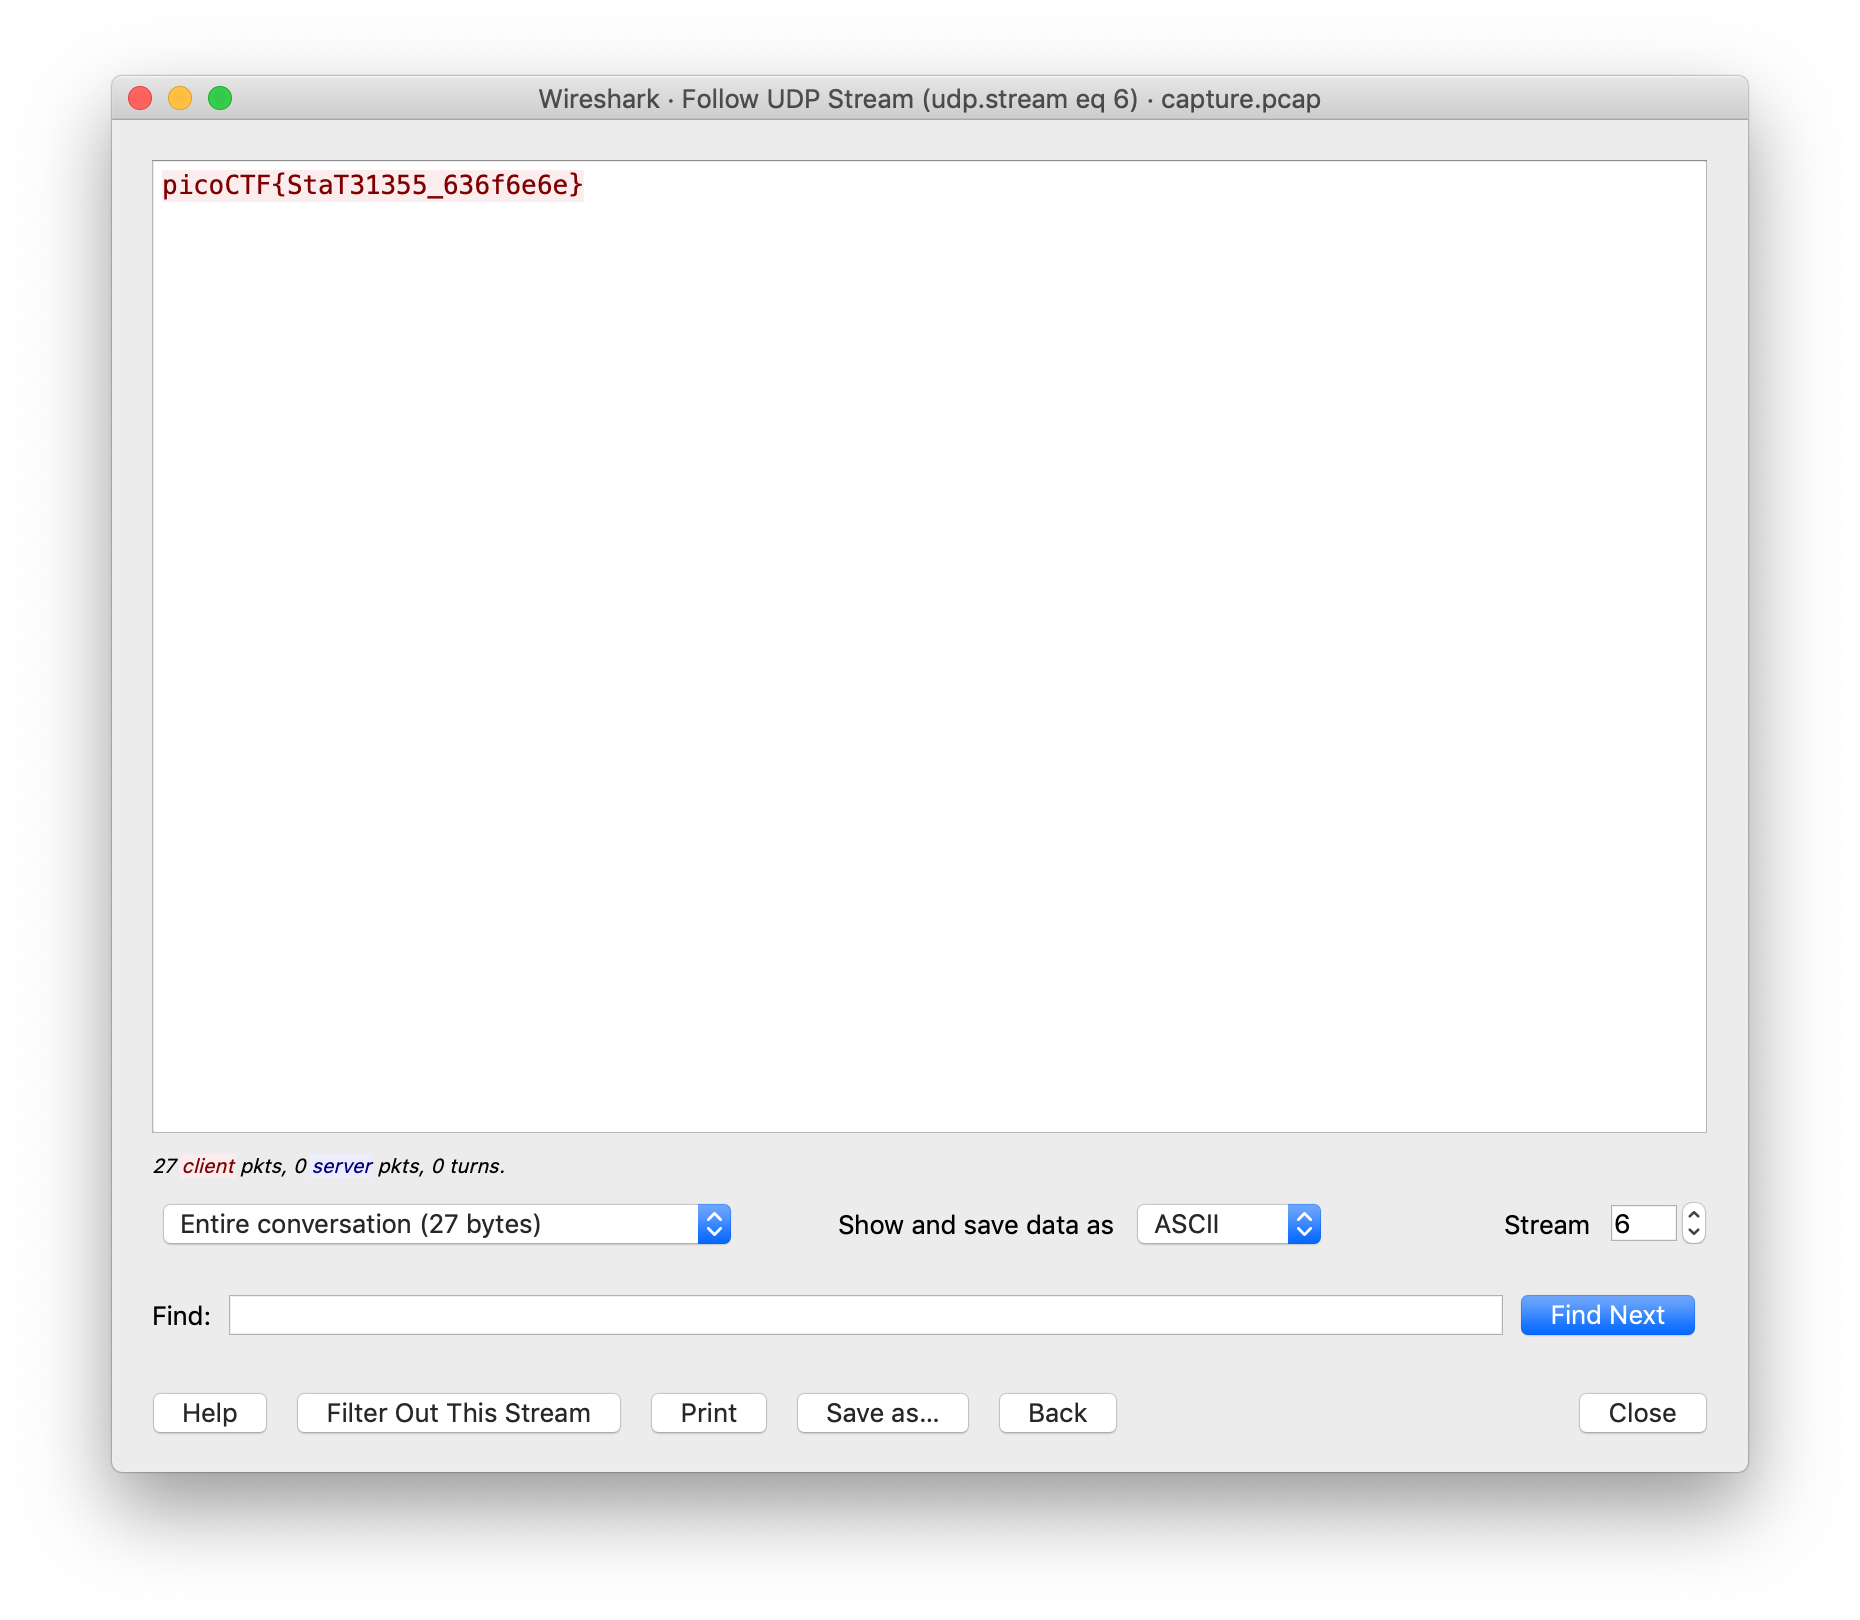 Wireshark · Follow UDP Stream (udp.stream eq 6) · capture.pcap
picoCTF{StaT31355_636f6e6e}
27 client pkts, 0 server pkts, 0 turns.
Entire conversation (27 bytes)
Show and save data as
ASCII
Stream
6
Find:
Find Next
Help
Filter Out This Stream
Print
Save as...
Back
Close